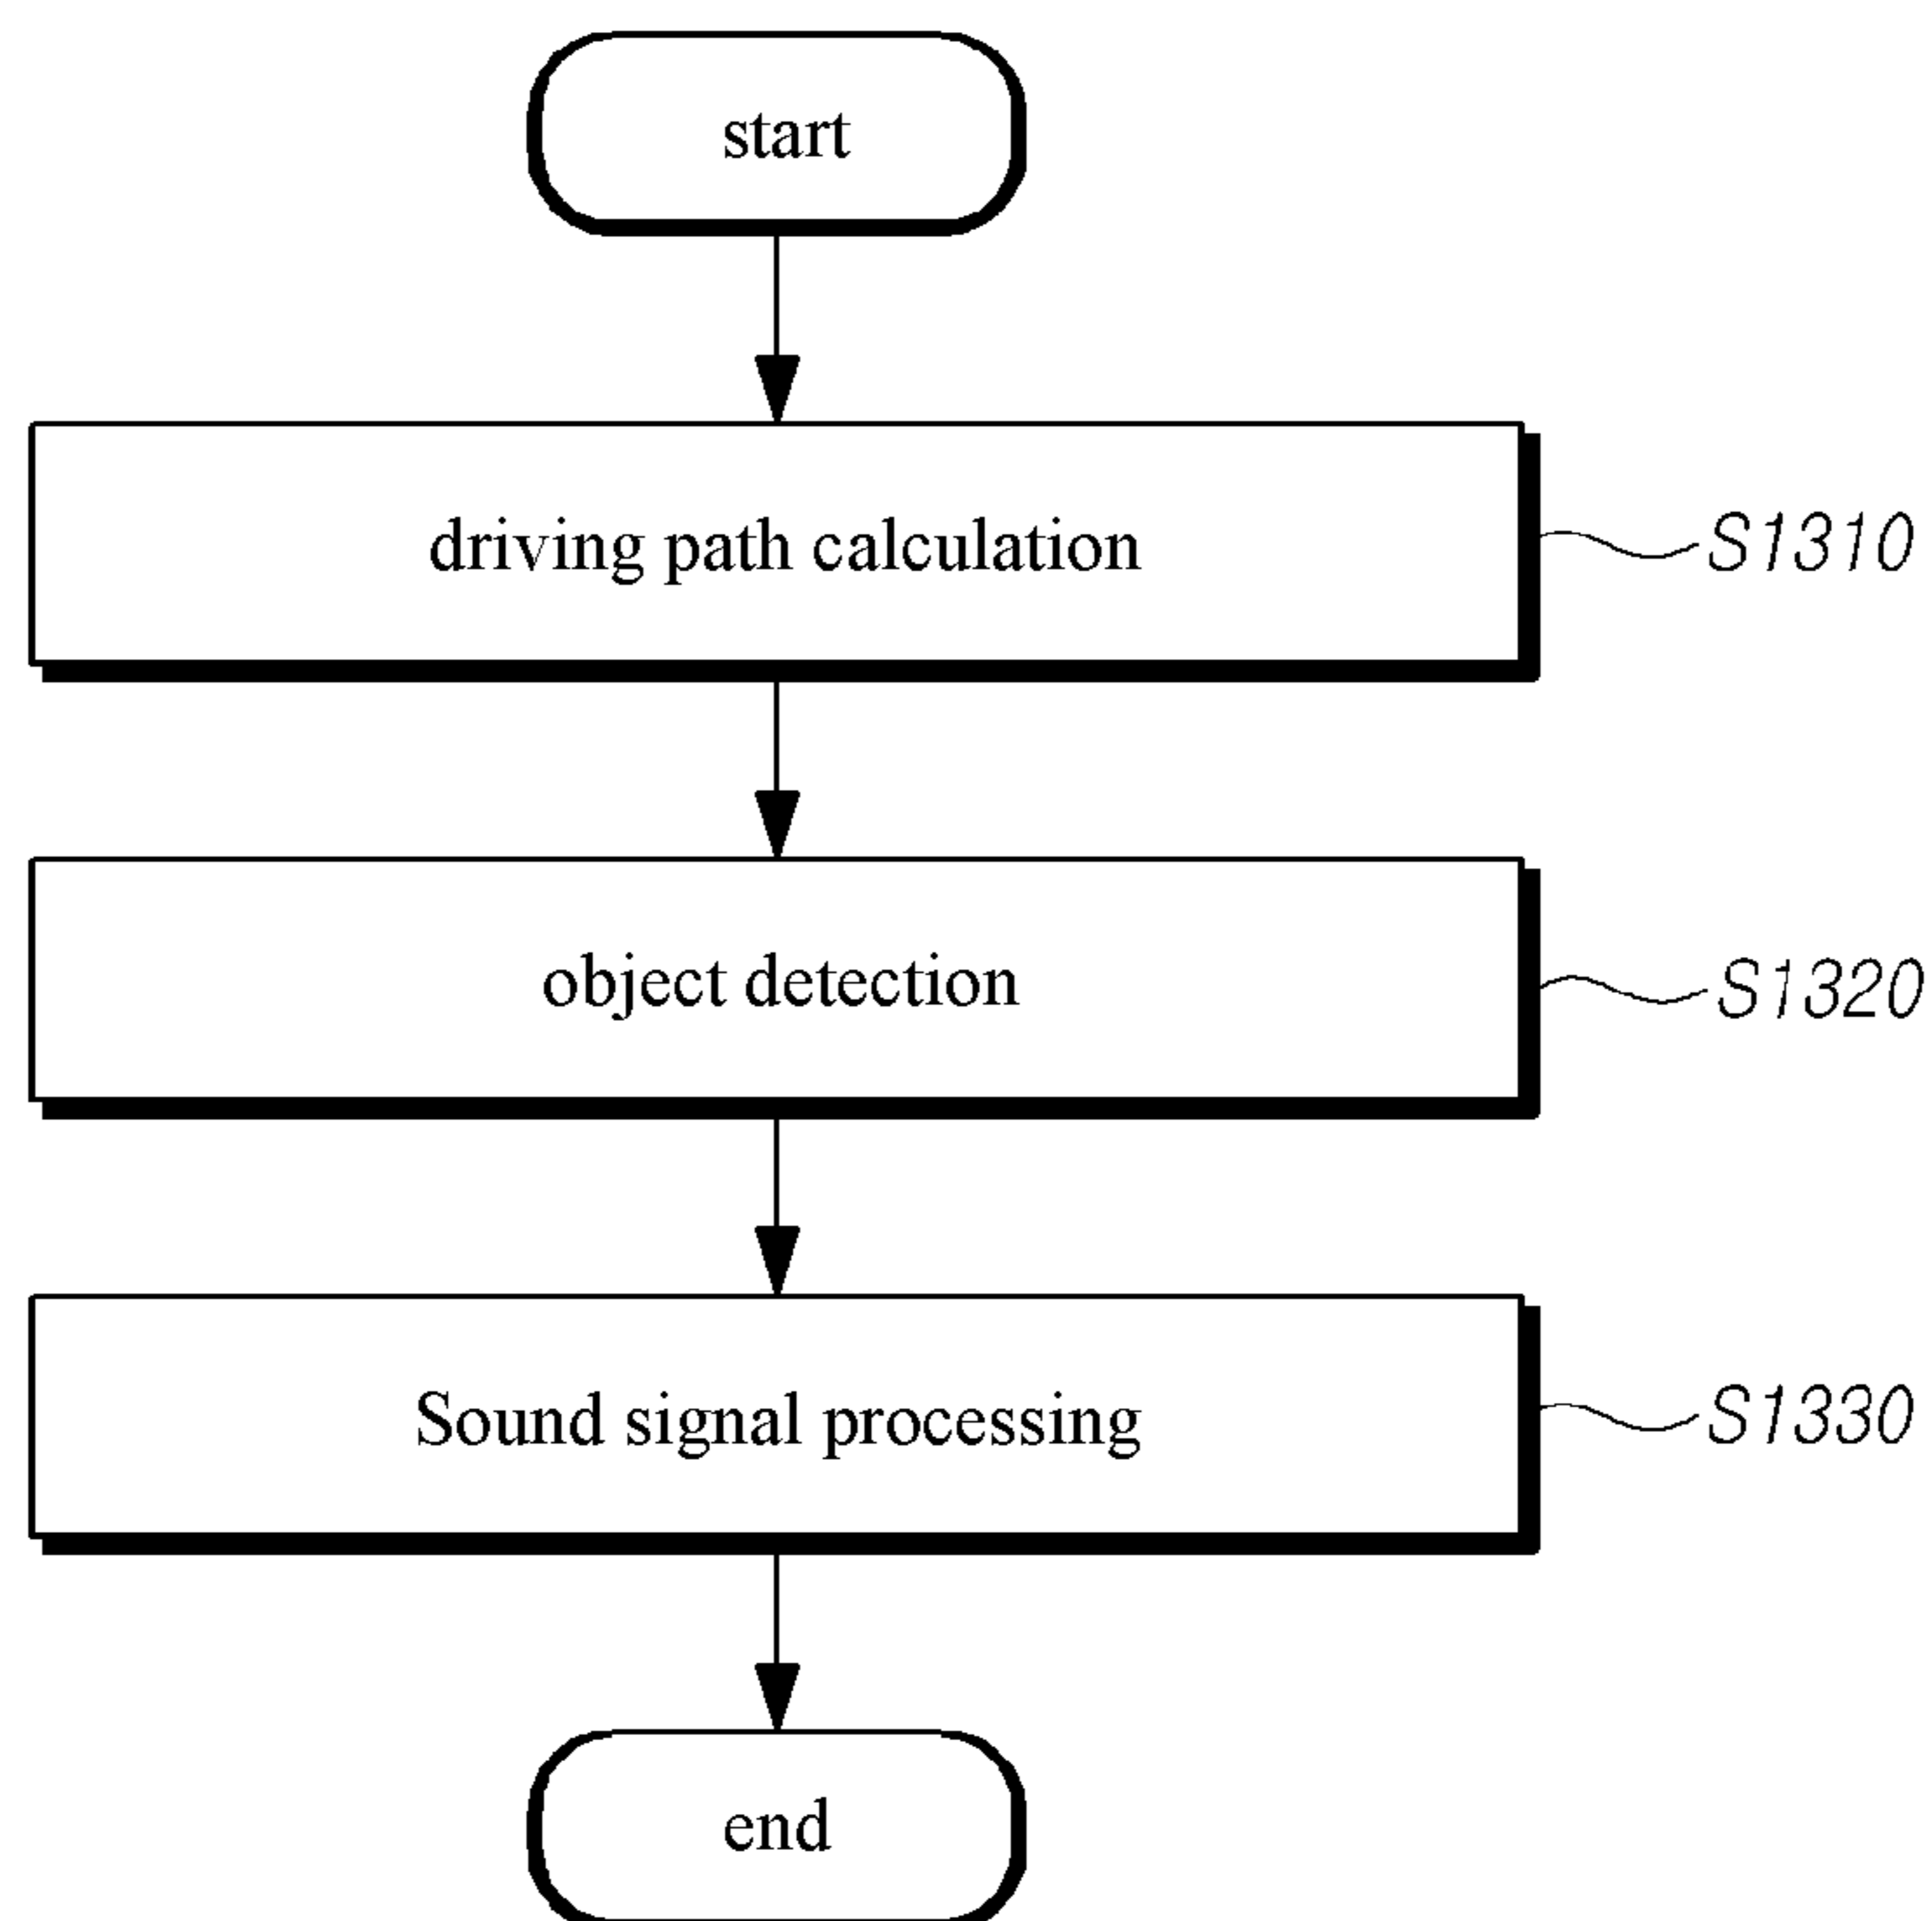 start
driving path calculation
S1310
object detection
S1320
Sound signal processing
S1330
end